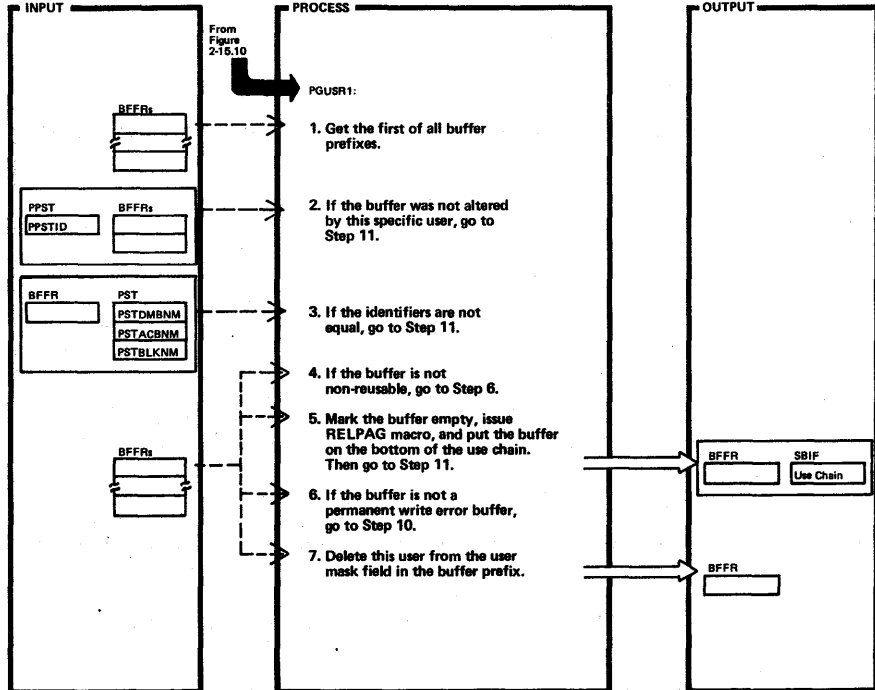 INPUT
PROCESS
OUTPUT
From
Figure
2-15.10
PGUSR1:
BFFRs
1. Get the first of all buffer
prefixes.
PPST
BFFRs
PPSTID
2. If the buffer was not altered
by this specific user, go to
Step 11.
BFFR
PST
PSTDMBNM
PSTACBNM
PSTBLKNM
3. If the identifiers are not
equal, go to Step 11.
4. If the buffer is not
non-reusable, go to Step 6.
5. Mark the buffer empty, issue
RELPAG macro, and put the buffer
on the bottom of the use chain.
Then go to Step 11.
BFFRs
BFFR
SBIF
Use Chain
6. If the buffer is not a
permanent write error buffer,
go to Step 10.
7. Delete this user from the user
mask field in the buffer prefix.
BFFR